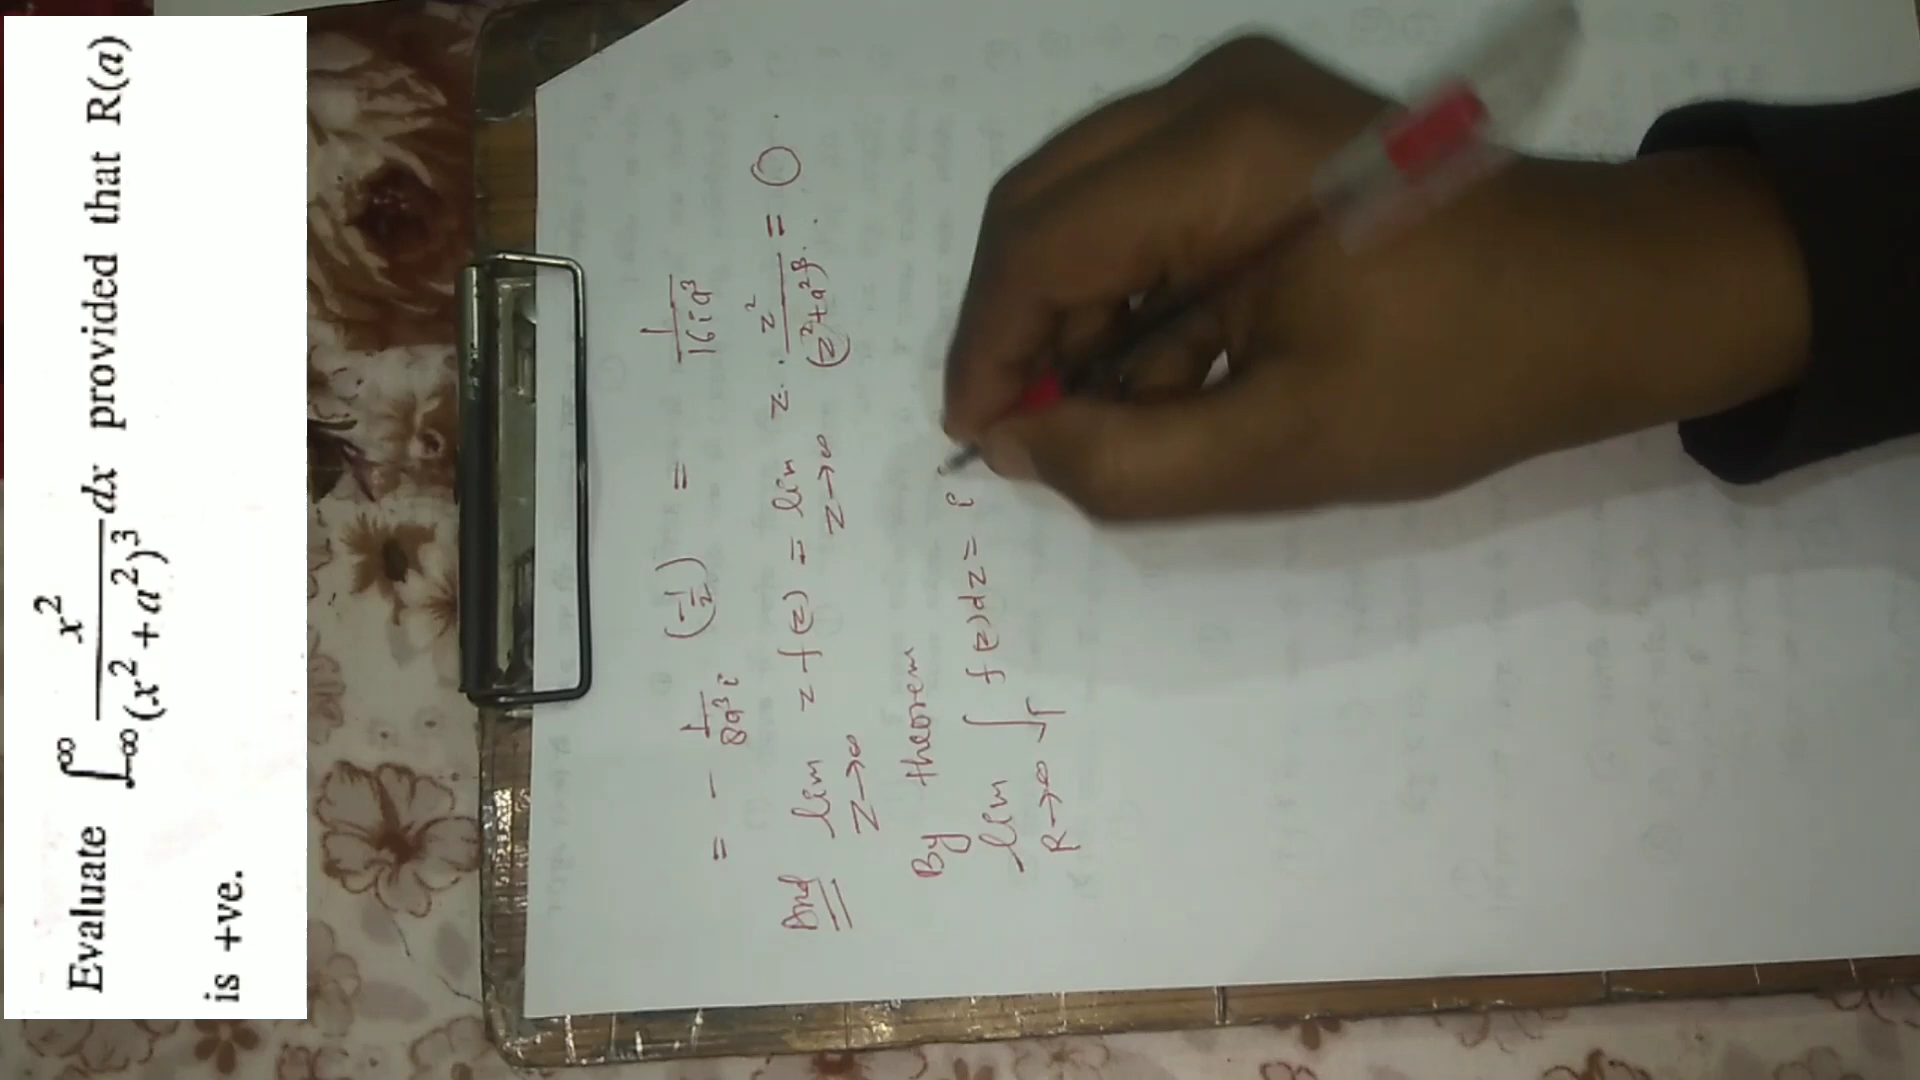 Evaluate ∫_{-∞}^{∞} x²/(x²+a²)³ dx provided that R(a)
is +ve.
= - 1/(8a³i) (-1/2) = 1/(16ia³)
And lim_{z→∞} z f(z) = lim_{z→∞} z · z²/(z²+a²)³ = 0.
By theorem
lim_{R→∞} ∫_Γ f(z)dz = i